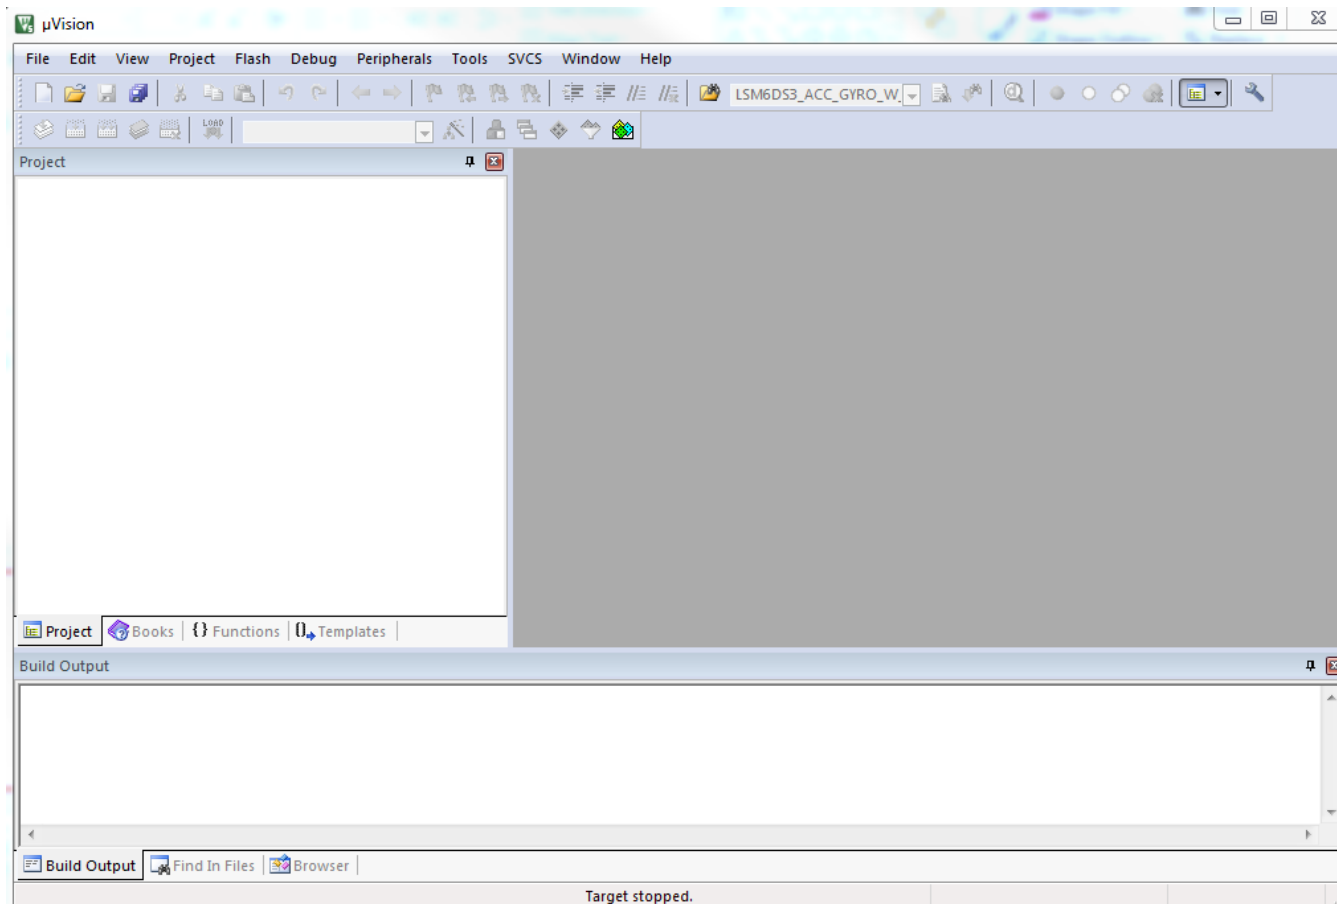 µVision
File Edit View Project Flash Debug Peripherals Tools SVCS Window Help
LSM6DS3_ACC_GYRO_W_
LOAD
Project
Project Books {} Functions Templates
Build Output
Build Output Find In Files Browser
Target stopped.